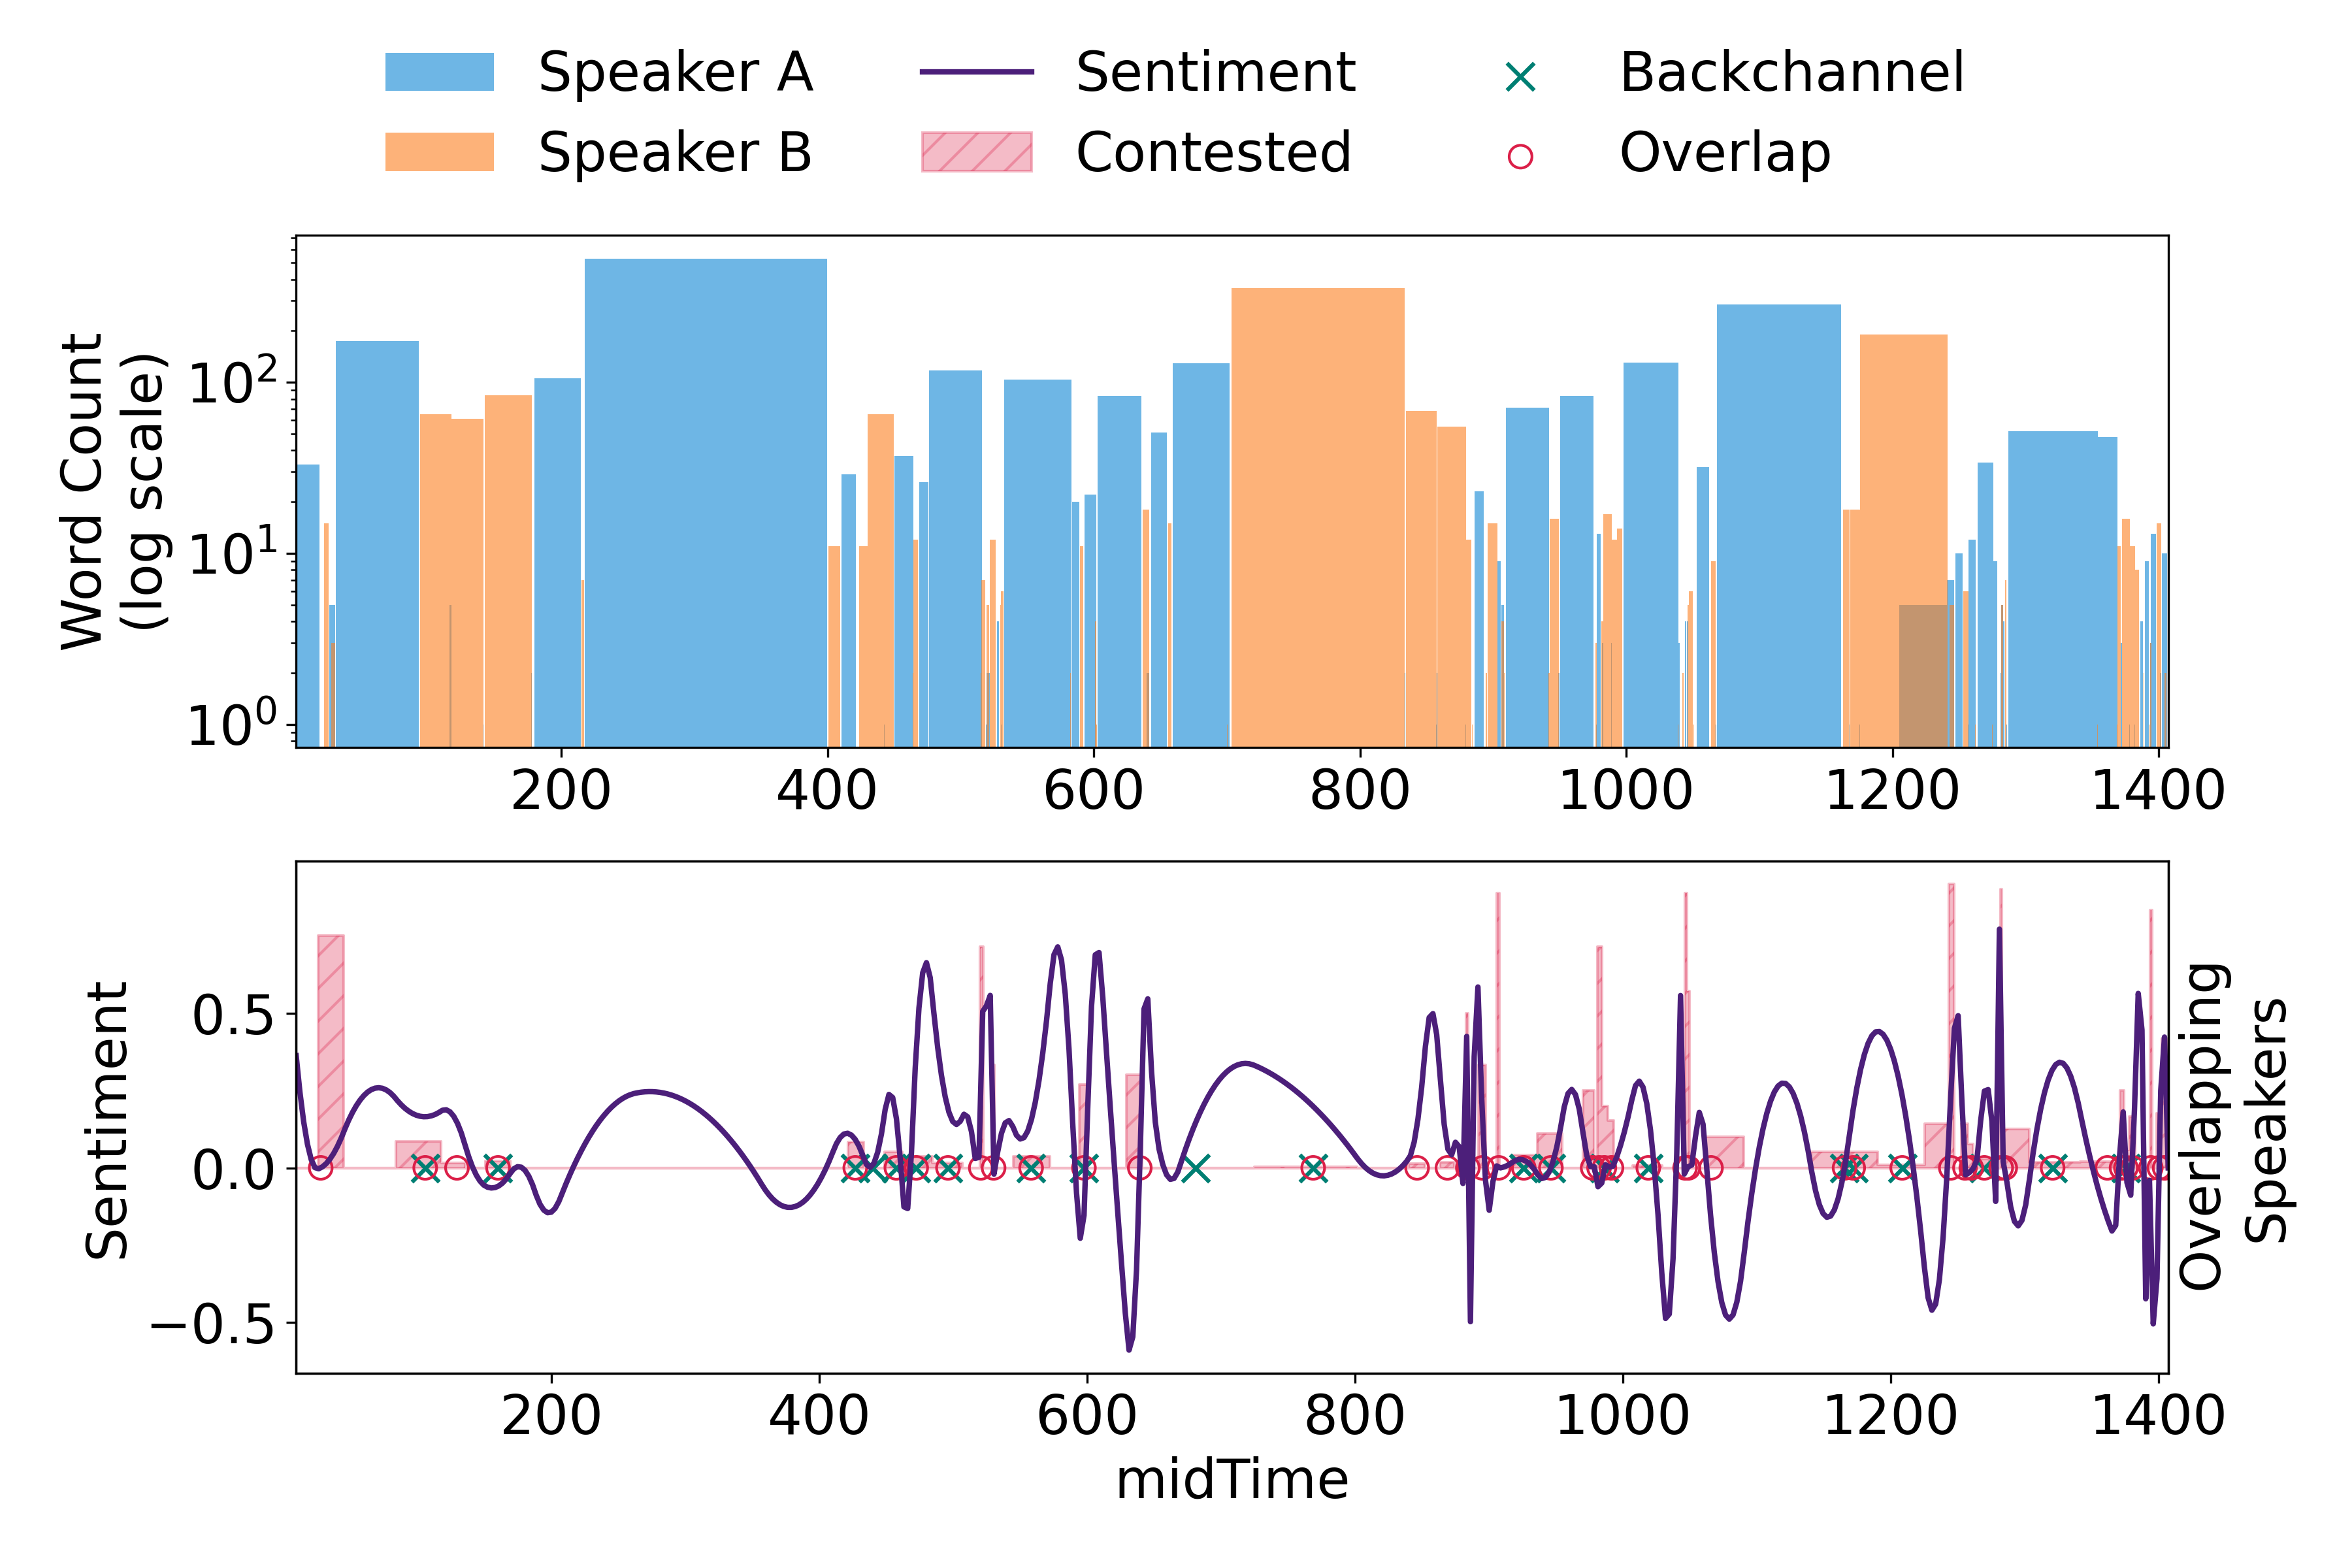 Speaker A
Speaker B
Sentiment
Contested
Backchannel
Overlap
Word Count
(log scale)
10²
10¹
10⁰
200
400
600
800
1000
1200
1400
Sentiment
0.5
0.0
−0.5
Overlapping
Speakers
200
400
600
800
1000
1200
1400
midTime